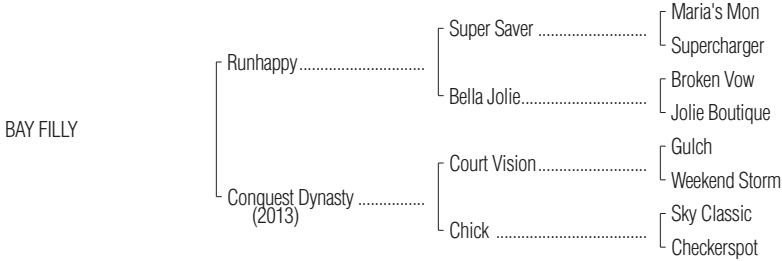 Maria's Mon
Super Saver ..........................
Supercharger
Runhappy..............................
Broken Vow
Bella Jolie..............................
Jolie Boutique
BAY FILLY
Gulch
Court Vision..........................
Weekend Storm
Conquest Dynasty ................
(2013)
Sky Classic
Chick ....................................
Checkerspot